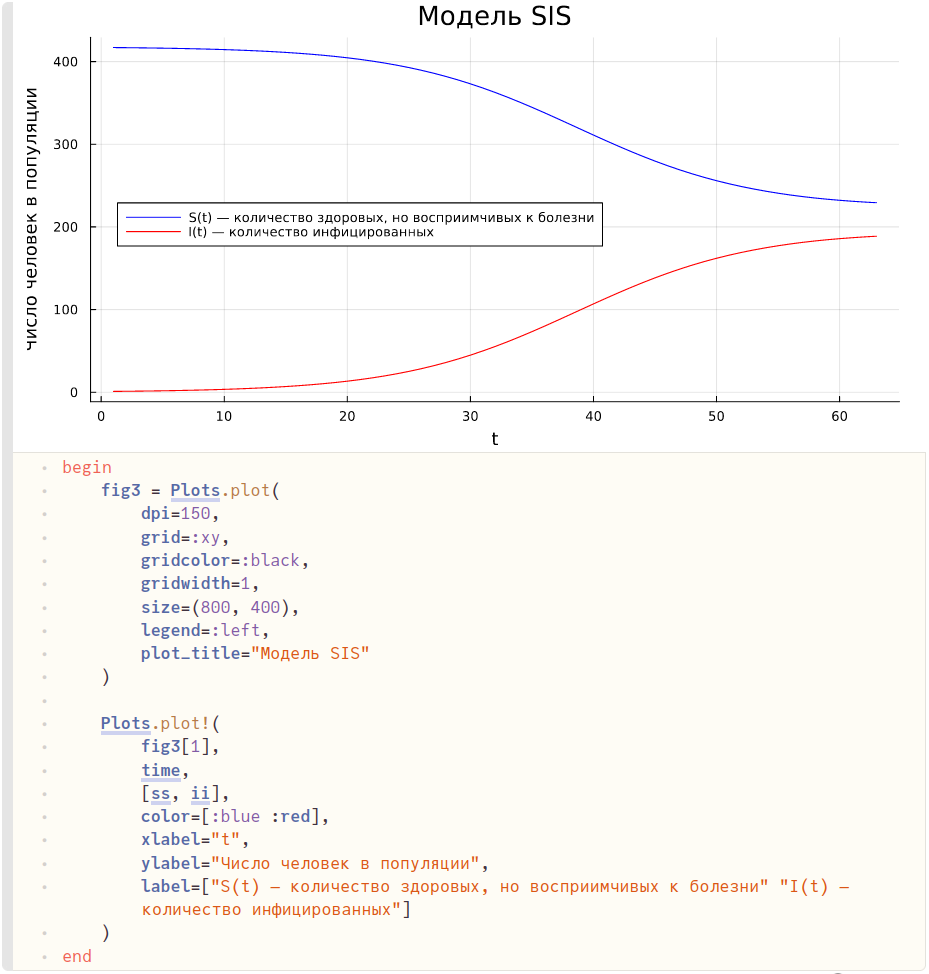 Модель SIS
число человек в популяции
400
300
200
100
0
S(t) — количество здоровых, но восприимчивых к болезни
I(t) — количество инфицированных
0 10 20 30 40 50 60
t
begin
fig3 = Plots.plot(
dpi=150,
grid=:xy,
gridcolor=:black,
gridwidth=1,
size=(800, 400),
legend=:left,
plot_title="Модель SIS"
)
Plots.plot!(
fig3[1],
time,
[ss, ii],
color=[:blue :red],
xlabel="t",
ylabel="Число человек в популяции",
label=["S(t) — количество здоровых, но восприимчивых к болезни" "I(t) —
количество инфицированных"]
)
end